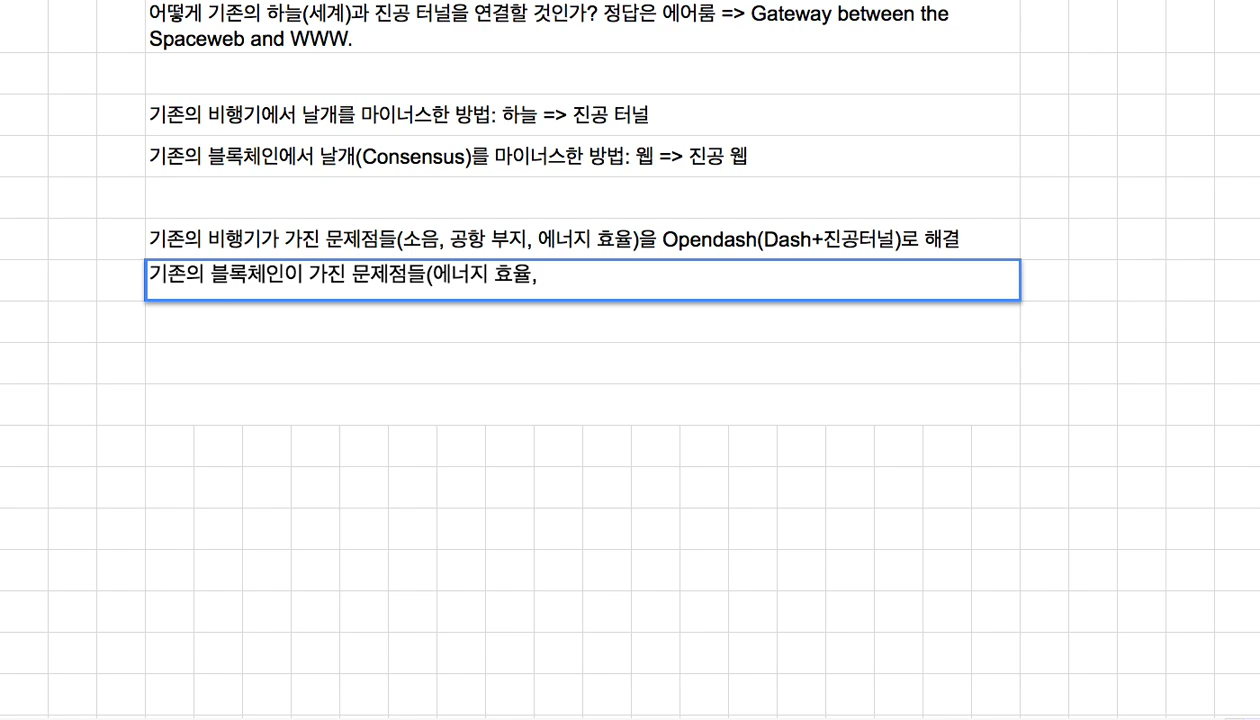 어떻게 기존의 하늘(세계)과 진공 터널을 연결할 것인가? 정답은 에어룸 => Gateway between the
Spaceweb and WWW.
기존의 비행기에서 날개를 마이너스한 방법: 하늘 => 진공 터널
기존의 블록체인에서 날개(Consensus)를 마이너스한 방법: 웹 => 진공 웹
기존의 비행기가 가진 문제점들(소음, 공항 부지, 에너지 효율)을 Opendash(Dash+진공터널)로 해결
기존의 블록체인이 가진 문제점들(에너지 효율,